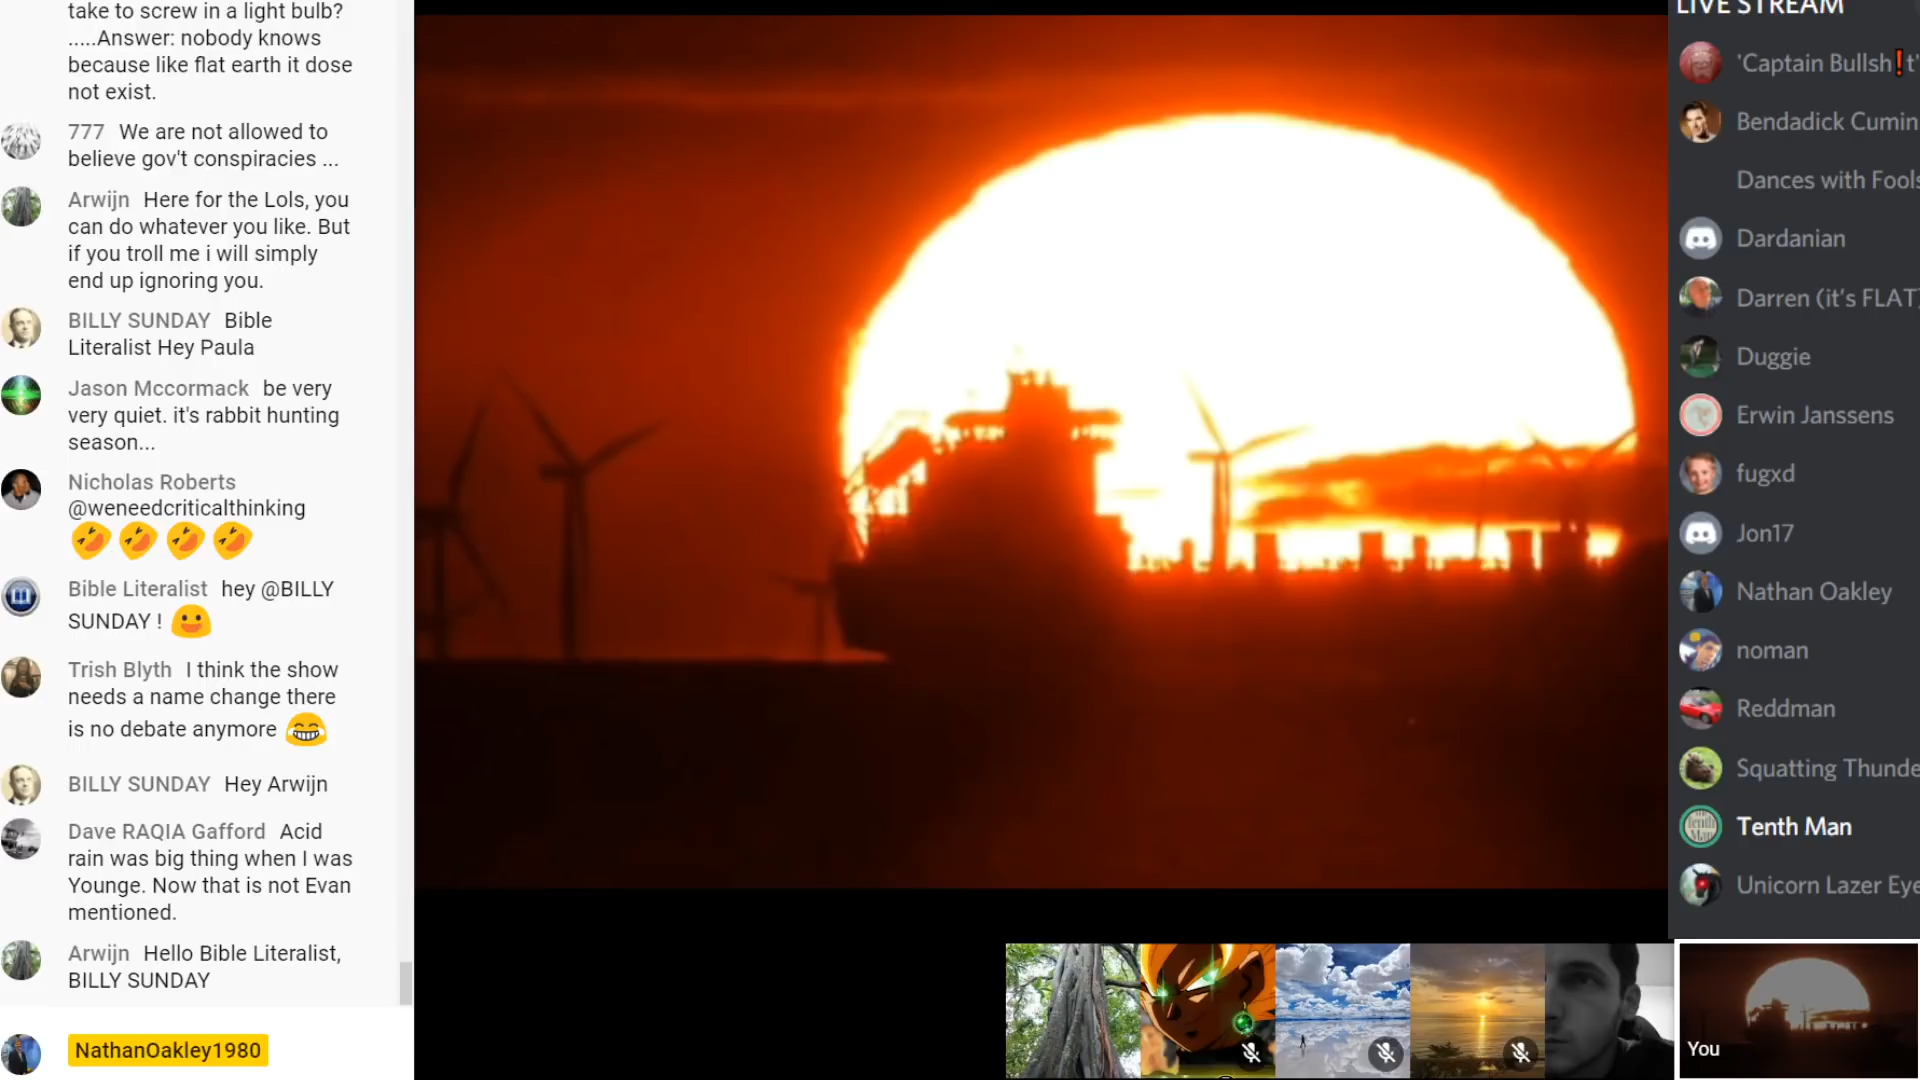 take to screw in a light bulb?
.....Answer: nobody knows
because like flat earth it dose
not exist.
777 We are not allowed to
believe gov't conspiracies ...
Arwijn Here for the Lols, you
can do whatever you like. But
if you troll me i will simply
end up ignoring you.
BILLY SUNDAY Bible
Literalist Hey Paula
Jason Mccormack be very
very quiet. it's rabbit hunting
season...
Nicholas Roberts
@weneedcriticalthinking
Bible Literalist hey @BILLY
SUNDAY !
Trish Blyth I think the show
needs a name change there
is no debate anymore
BILLY SUNDAY Hey Arwijn
Dave RAQIA Gafford Acid
rain was big thing when I was
Younge. Now that is not Evan
mentioned.
Arwijn Hello Bible Literalist,
BILLY SUNDAY
NathanOakley1980
LIVE STREAM
'Captain Bullsh❗t'
Bendadick Cumin
Dances with Fools
Dardanian
Darren (it's FLAT)
Duggie
Erwin Janssens
fugxd
Jon17
Nathan Oakley
noman
Reddman
Squatting Thunde
Tenth Man
Unicorn Lazer Eye
You